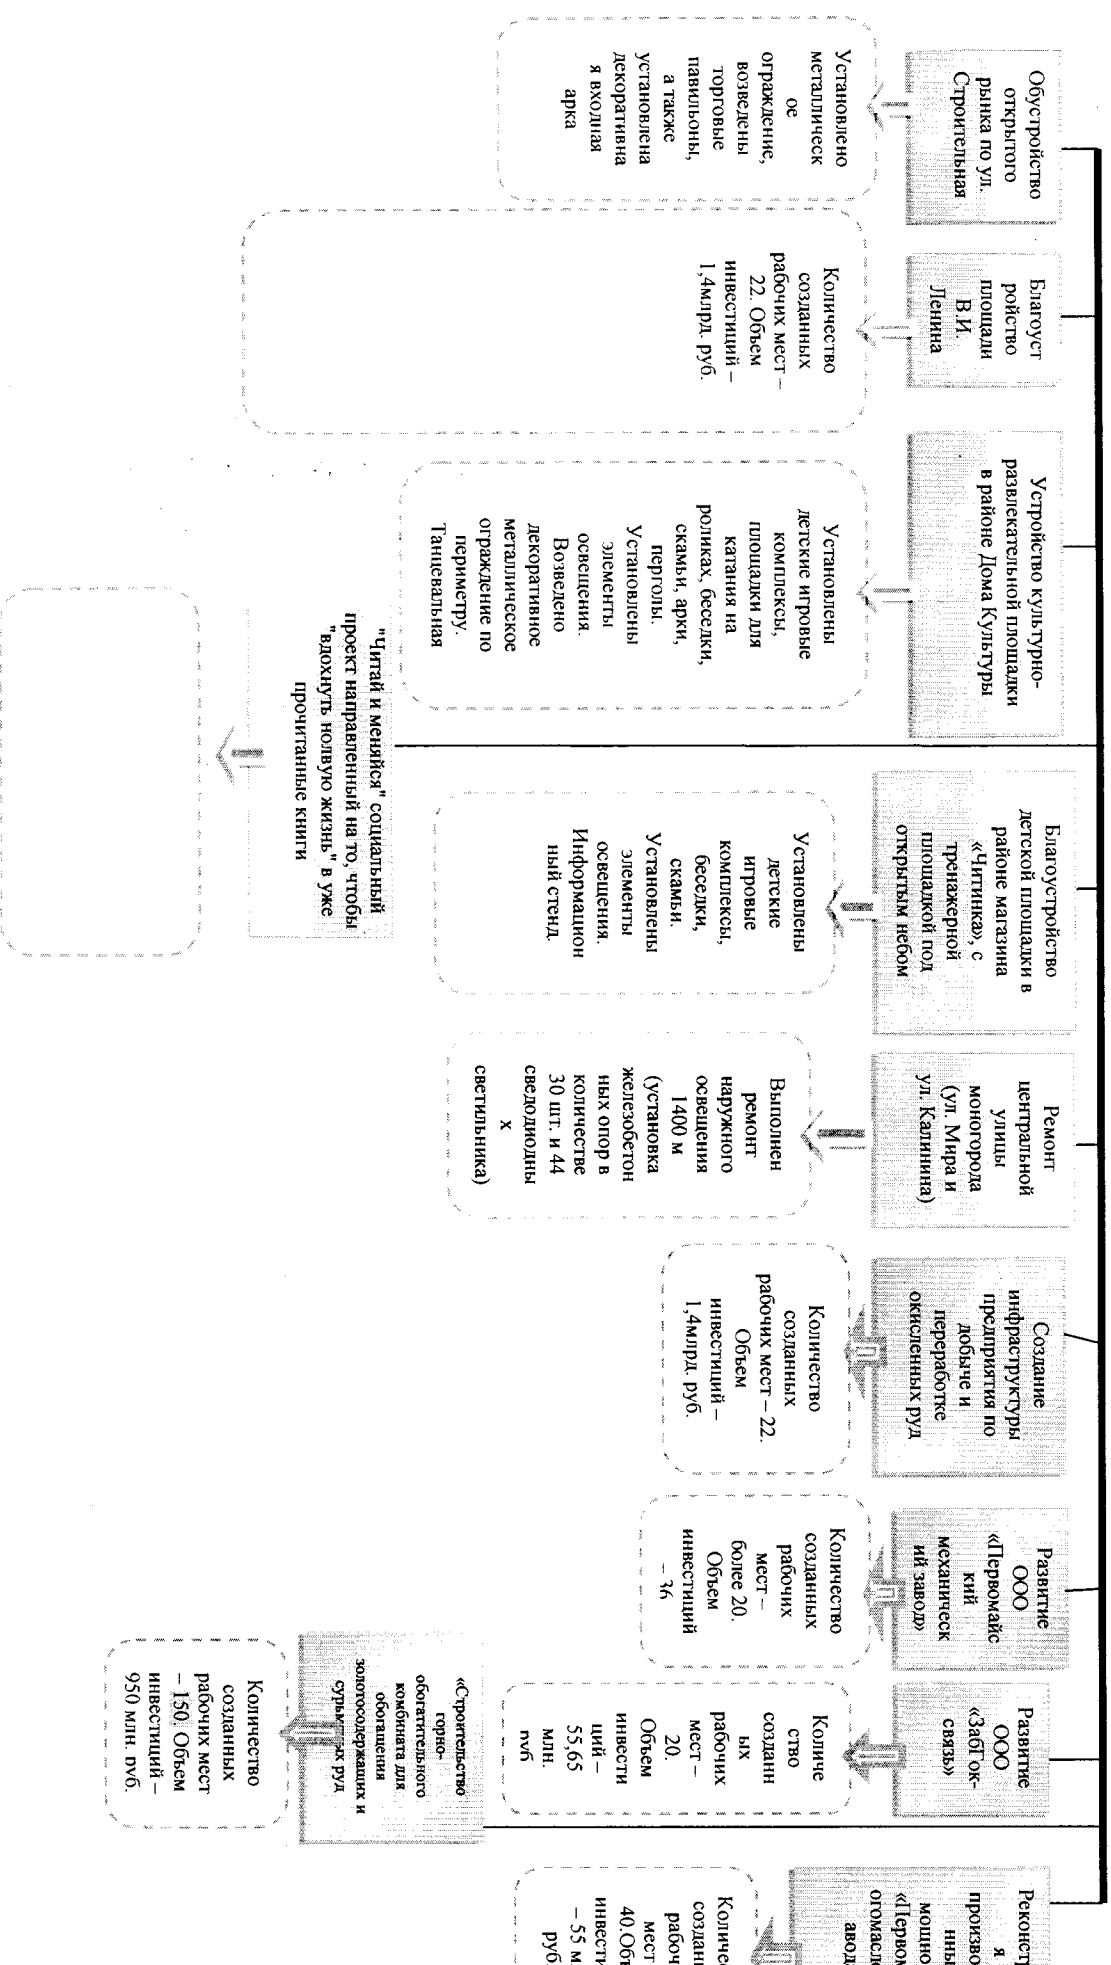 Обустройство
открытого
рынка по ул.
Строительная
Установлено
металлическ
ое
ограждение,
возведены
торговые
павильоны,
а также
установлена
декоративна
я входная
арка
Благоуст
ройство
площади
В.И.
Ленина
Количество
созданных
рабочих мест –
22. Объем
инвестиций –
1,4млрд. руб.
Устройство культурно-
развлекательной площадки
в районе Дома Культуры
Установлены
детские игровые
комплексы,
площадки для
катания на
роликах, беседки,
скамьи, арки,
перголы.
Установлены
элементы
освещения.
Возведено
декоративное
металлическое
ограждение по
периметру.
Танцевальная
"Читай и меняйся" социальный
проект направленный на то, чтобы
"вдохнуть нолвую жизнь" в уже
прочитанные книги
Благоустройство
детской площадки в
районе магазина
«Читинка», с
тренажерной
площадкой под
открытым небом
Установлены
детские
игровые
комплексы,
беседки,
скамьи.
Установлены
элементы
освещения.
Информацион
ный стенд.
Ремонт
центральной
улицы
моногорода
(ул. Мира и
ул. Калинина)
Выполнен
ремонт
наружного
освещения
1400 м
(установка
железобетон
ных опор в
количестве
30 шт. и 44
сведодиодны
х
светильника)
Создание
инфраструктуры
предприятия по
добыче и
переработке
окисленных руд
Количество
созданных
рабочих мест – 22.
Объем
инвестиций –
1,4млрд. руб.
Развитие
ООО
«Первомайс
кий
механическ
ий завод»
Количество
созданных
рабочих
мест –
более 20.
Объем
инвестиций
– 36
Развитие
ООО
«ЗабГок-
связь»
Количе
ство
созданн
ых
рабочих
мест –
20.
Объем
инвести
ций –
55,65
млн.
руб
«Строительство
горно-
обогатительного
комбината для
обогащения
золотосодержащих и
руд
Количество
созданных
рабочих мест
– 150. Объем
инвестиций –
950 млн. руб.
Реконстр
я
произво
нны
мощно
«Первом
огомасл
авод
Количес
создан
рабоч
мест
40.Объ
инвести
– 55 м
руб